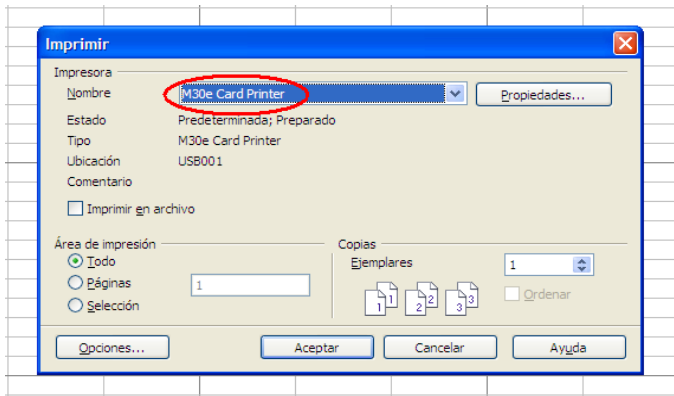 Imprimir
Impresora
Nombre M30e Card Printer Propiedades...
Estado Predeterminada; Preparado
Tipo M30e Card Printer
Ubicación USB001
Comentario
Imprimir en archivo
Área de impresión Copias
Todo Ejemplares 1
Páginas 1 1 1 2 2 3 3 Ordenar
Selección
Opciones... Aceptar Cancelar Ayuda